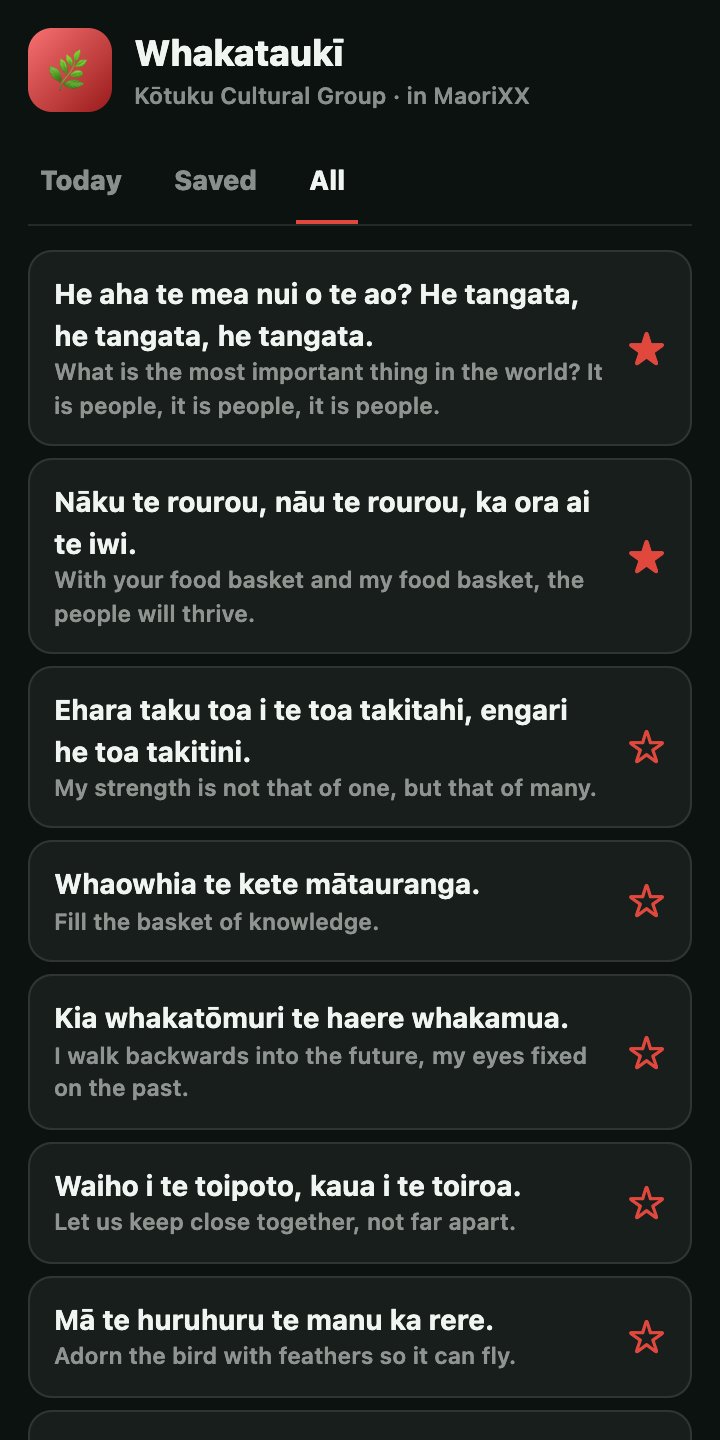 Whakataukī
Kōtuku Cultural Group · in MaoriXX
Today
Saved
All
He aha te mea nui o te ao? He tangata,
he tangata, he tangata.
What is the most important thing in the world? It
is people, it is people, it is people.
Nāku te rourou, nāu te rourou, ka ora ai
te iwi.
With your food basket and my food basket, the
people will thrive.
Ehara taku toa i te toa takitahi, engari
he toa takitini.
My strength is not that of one, but that of many.
Whaowhia te kete mātauranga.
Fill the basket of knowledge.
Kia whakatōmuri te haere whakamua.
I walk backwards into the future, my eyes fixed
on the past.
Waiho i te toipoto, kaua i te toiroa.
Let us keep close together, not far apart.
Mā te huruhuru te manu ka rere.
Adorn the bird with feathers so it can fly.